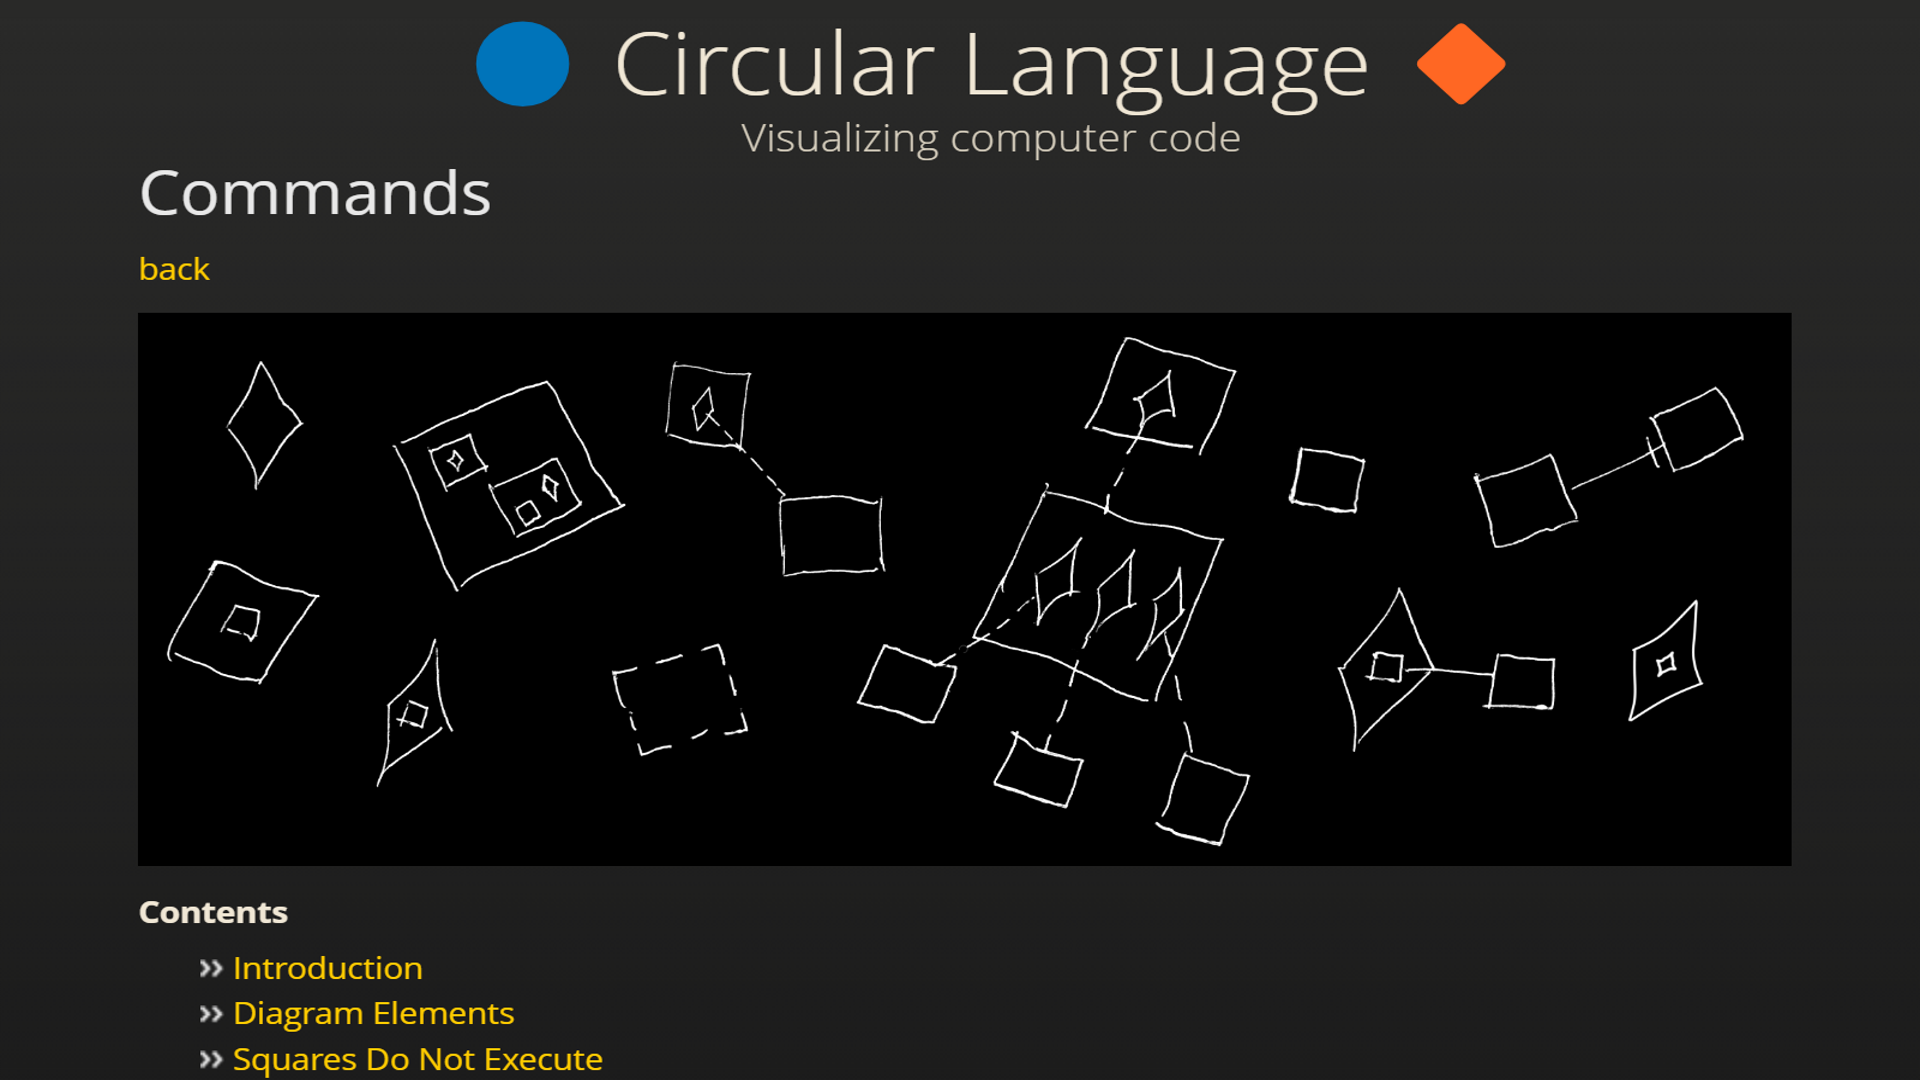 Circular Language
Visualizing computer code
Commands
back
Contents
Introduction
Diagram Elements
Squares Do Not Execute